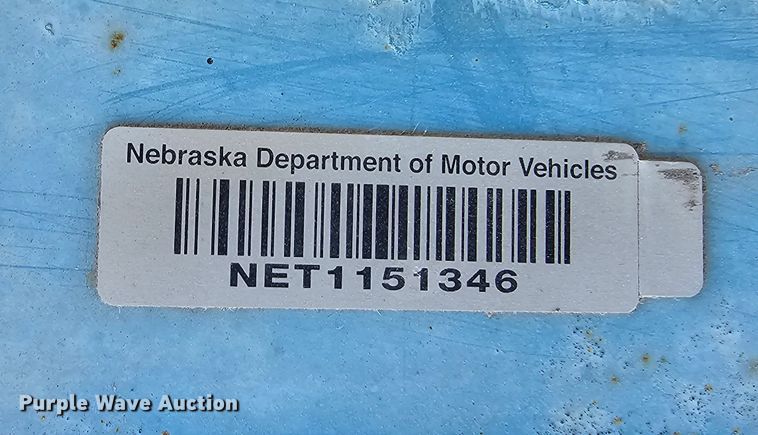 Nebraska Department of Motor Vehicles
NET1151346
Purple Wave Auction